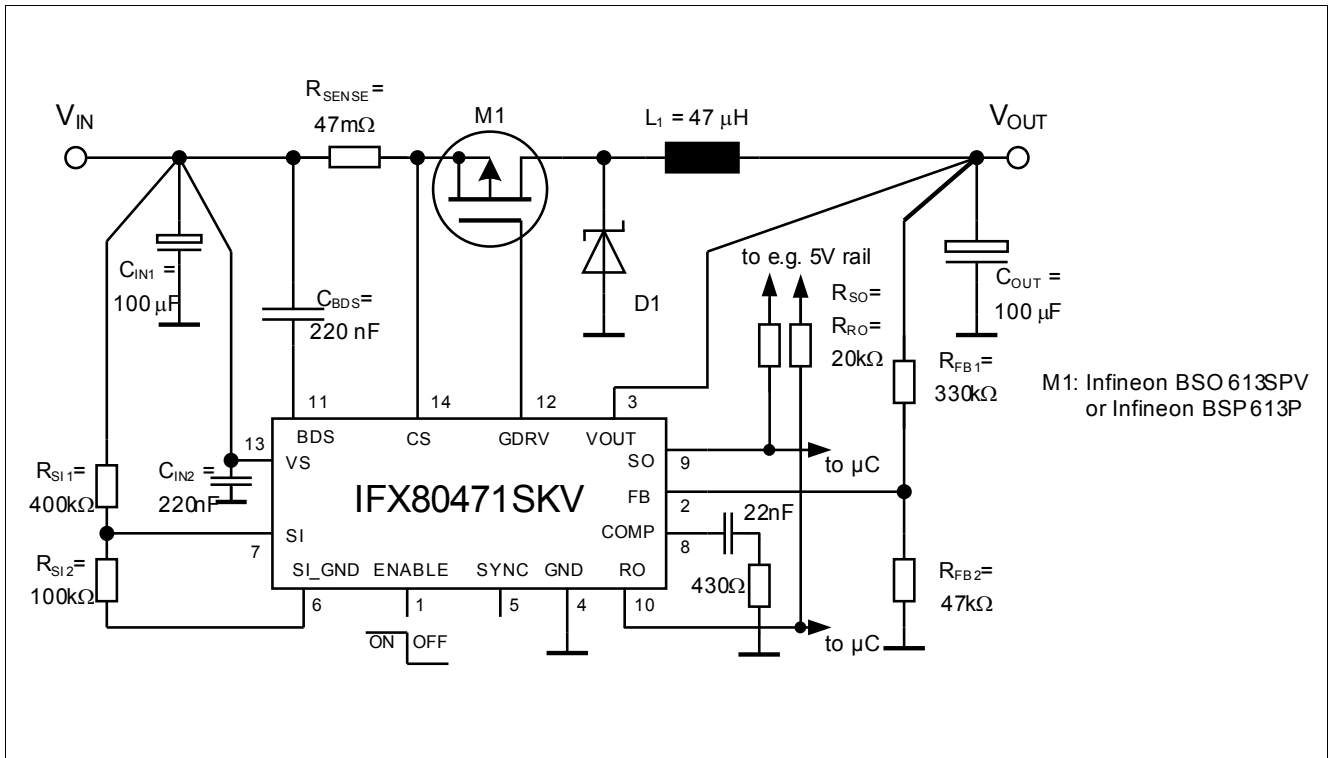 R_SENSE=
47mΩ
M1
L₁ = 47 µH
V_IN
V_OUT
C_IN1 =
100 µF
C_BDS=
220 nF
D1
to e.g. 5V rail
R_SO=
R_RO=
20kΩ
C_OUT =
100 µF
R_FB1=
330kΩ
M1: Infineon BSO 613SPV
or Infineon BSP 613P
11
14
12
3
13
BDS
CS
GDRV
VOUT
VS
SO
9
to µC
R_SI1=
400kΩ
C_IN2 =
220nF
IFX80471SKV
FB
2
22nF
SI
7
COMP
8
R_SI2=
100kΩ
SI_GND
ENABLE
SYNC
GND
RO
430Ω
R_FB2=
47kΩ
6
1
5
4
10
ON
OFF
to µC